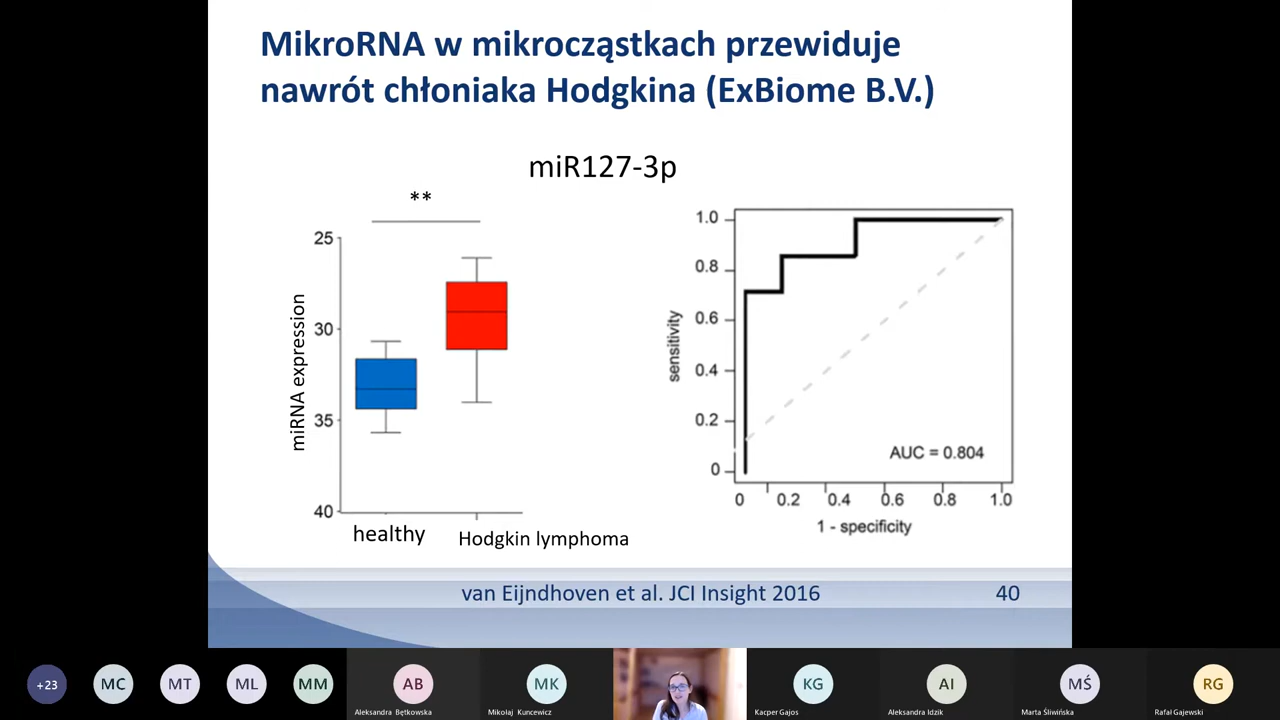 MikroRNA w mikrocząstkach przewiduje
nawrót chłoniaka Hodgkina (ExBiome B.V.)
miR127-3p
**
25
30
35
40
miRNA expression
healthy
Hodgkin lymphoma
1.0
0.8
0.6
0.4
0.2
0
sensitivity
AUC = 0.804
0 0.2 0.4 0.6 0.8 1.0
1 - specificity
van Eijndhoven et al. JCI Insight 2016
40
+23
MC
MT
ML
MM
AB
Aleksandra Bętkowska
MK
Mikołaj Kuncewicz
KG
Kacper Gajos
AI
Aleksandra Idzik
MŚ
Marta Śliwińska
RG
Rafał Gajewski